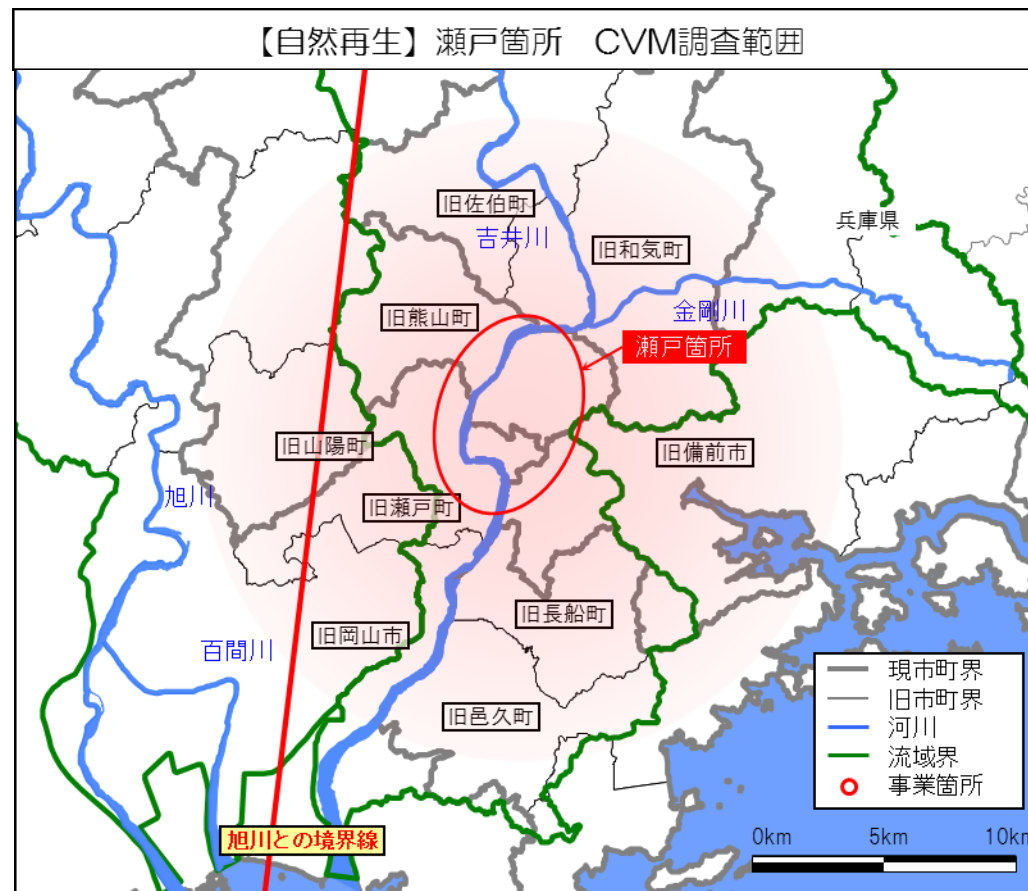 【自然再生】瀬戸箇所 CVM調査範囲
旧佐伯町
兵庫県
吉井川
旧和気町
金剛川
旧熊山町
瀬戸箇所
旧山陽町
旧備前市
旭川
旧瀬戸町
旧長船町
旧岡山市
百間川
旧邑久町
現市町界
旧市町界
河川
流域界
事業箇所
旭川との境界線
0km 5km 10km